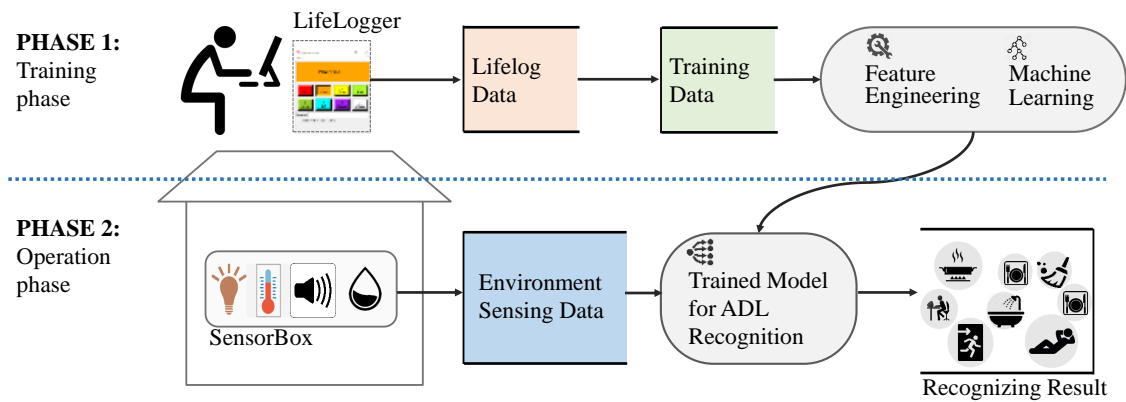 LifeLogger
PHASE 1:
Training
phase
Lifelog
Data
Training
Data
Feature
Engineering
Machine
Learning
PHASE 2:
Operation
phase
SensorBox
Environment
Sensing Data
Trained Model
for ADL
Recognition
Recognizing Result